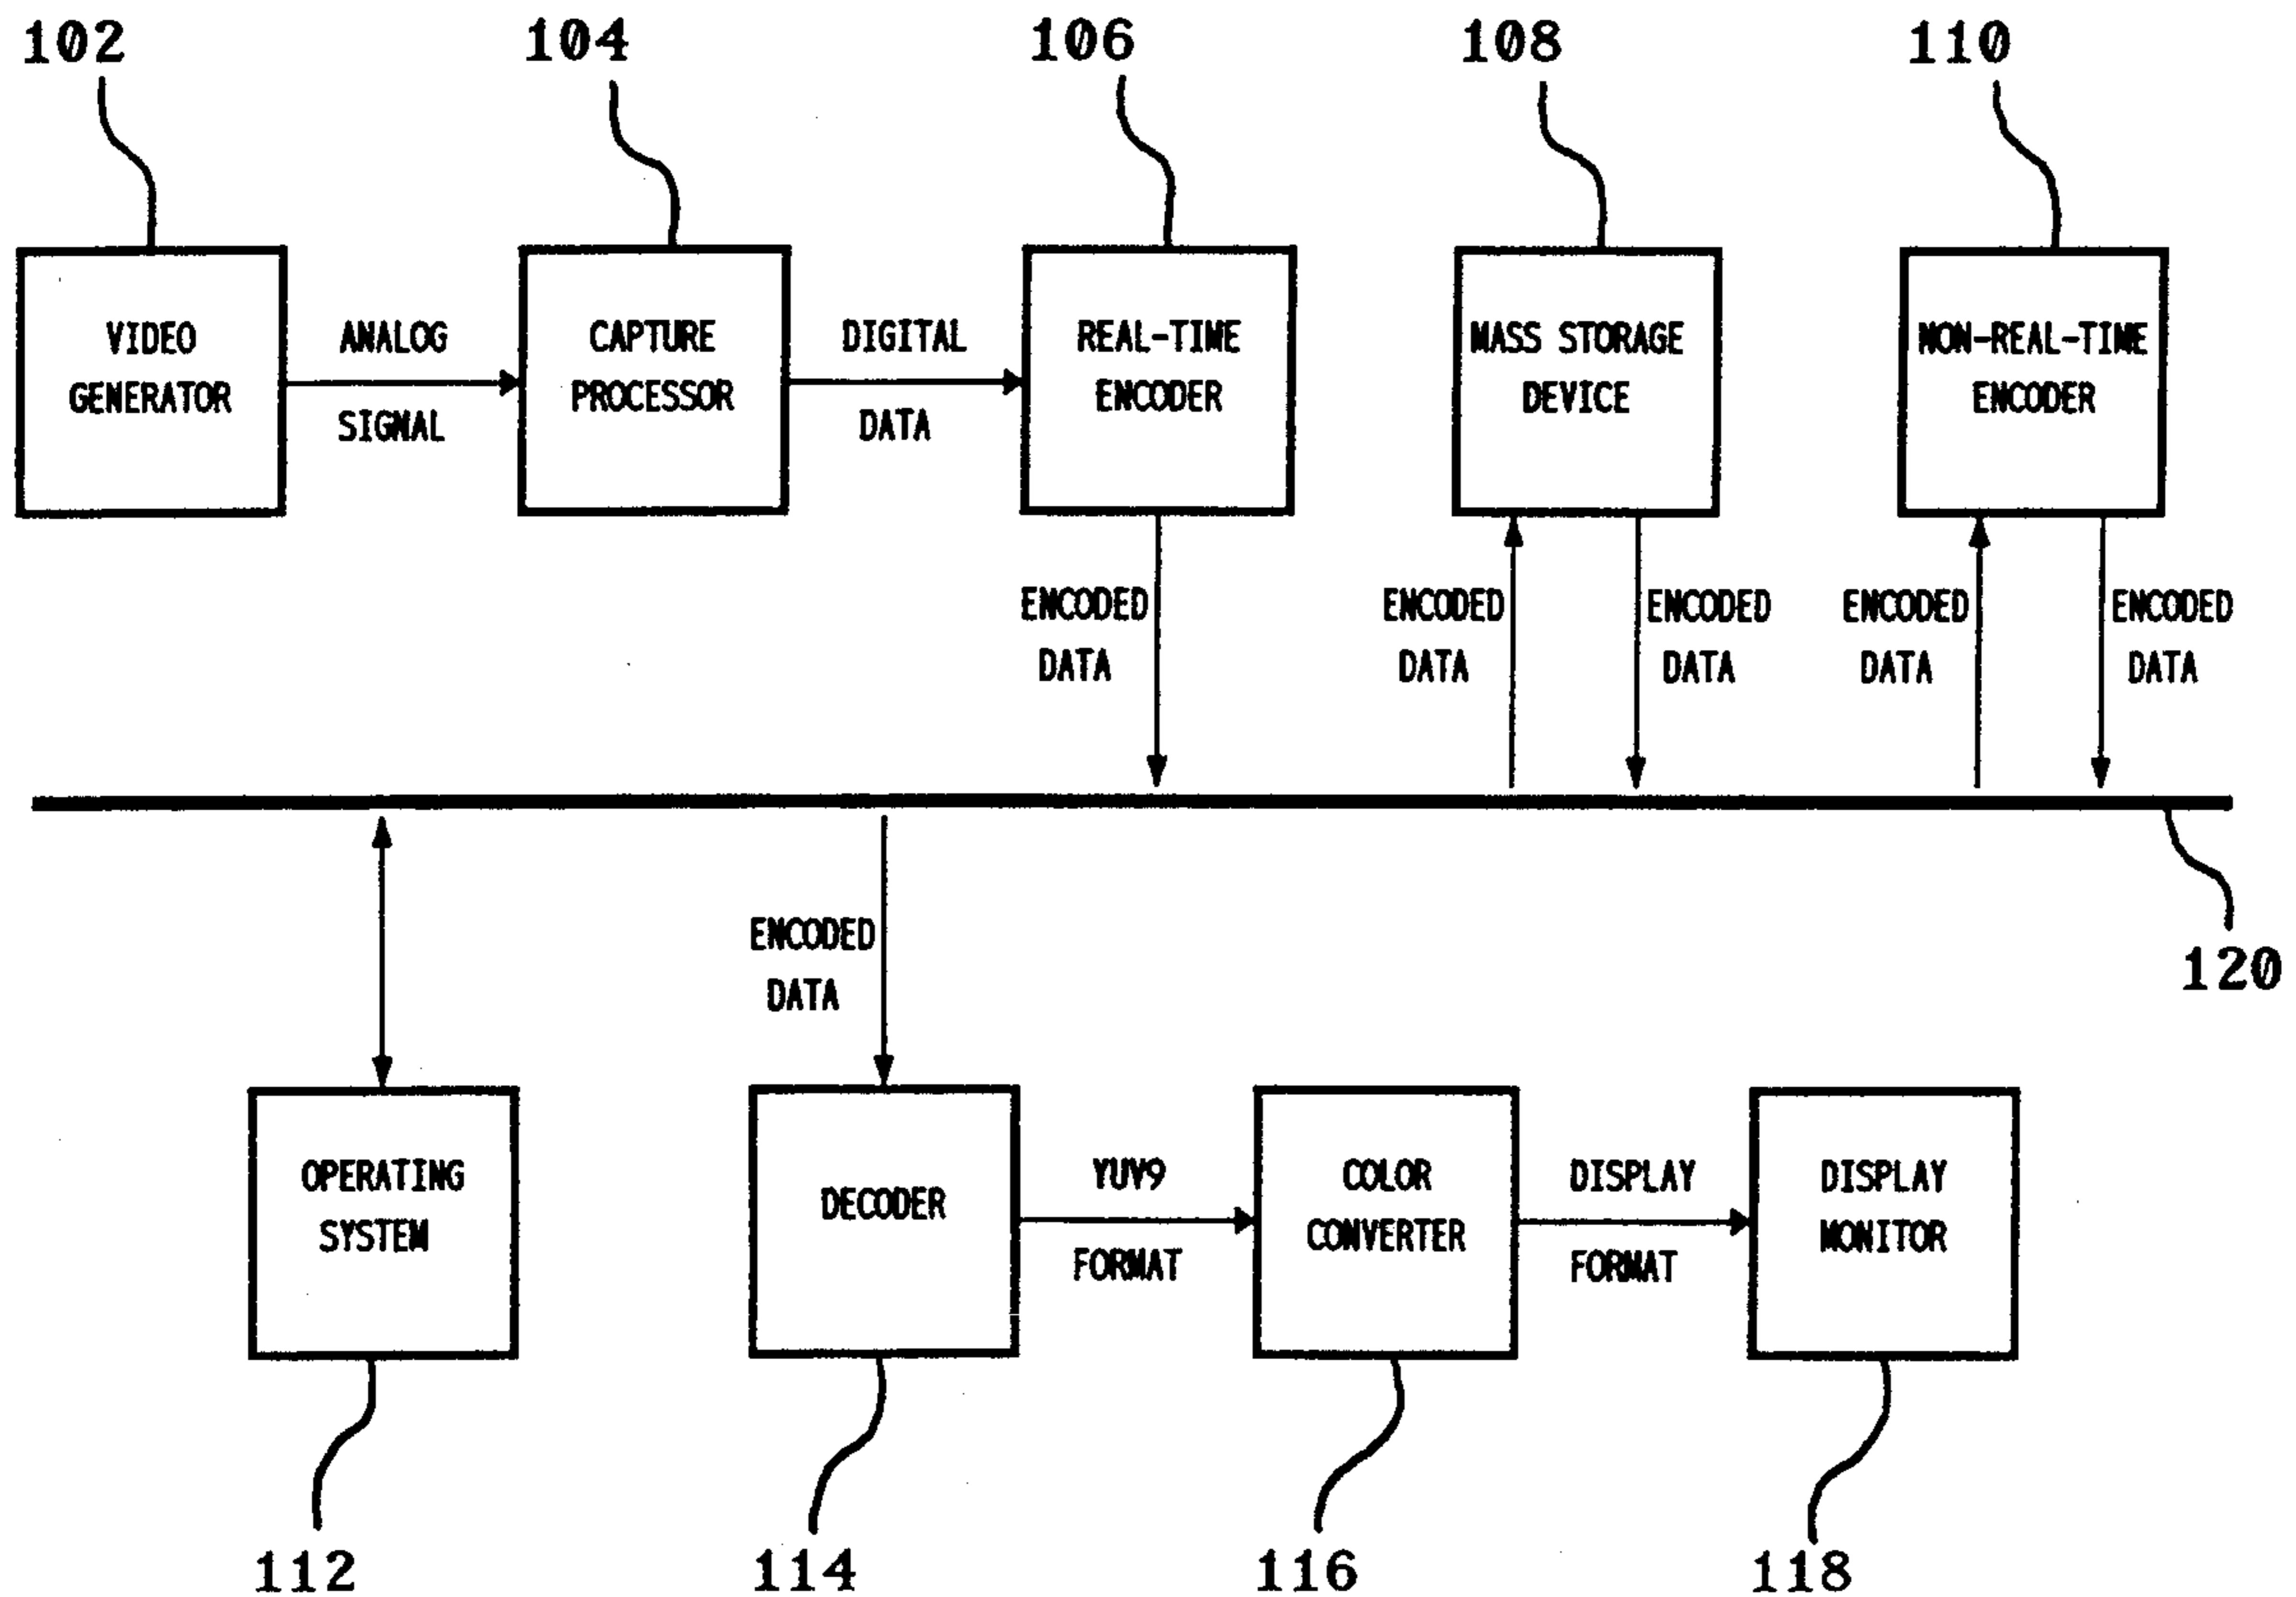 102 104 106 108 110
VIDEO
GENERATOR
ANALOG
SIGNAL
CAPTURE
PROCESSOR
DIGITAL
DATA
REAL-TIME
ENCODER
MASS STORAGE
DEVICE
NON-REAL-TIME
ENCODER
ENCODED
DATA
ENCODED
DATA
ENCODED
DATA
ENCODED
DATA
ENCODED
DATA
120
ENCODED
DATA
OPERATING
SYSTEM
DECODER
YUV9
FORMAT
COLOR
CONVERTER
DISPLAY
FORMAT
DISPLAY
MONITOR
112 114 116 118